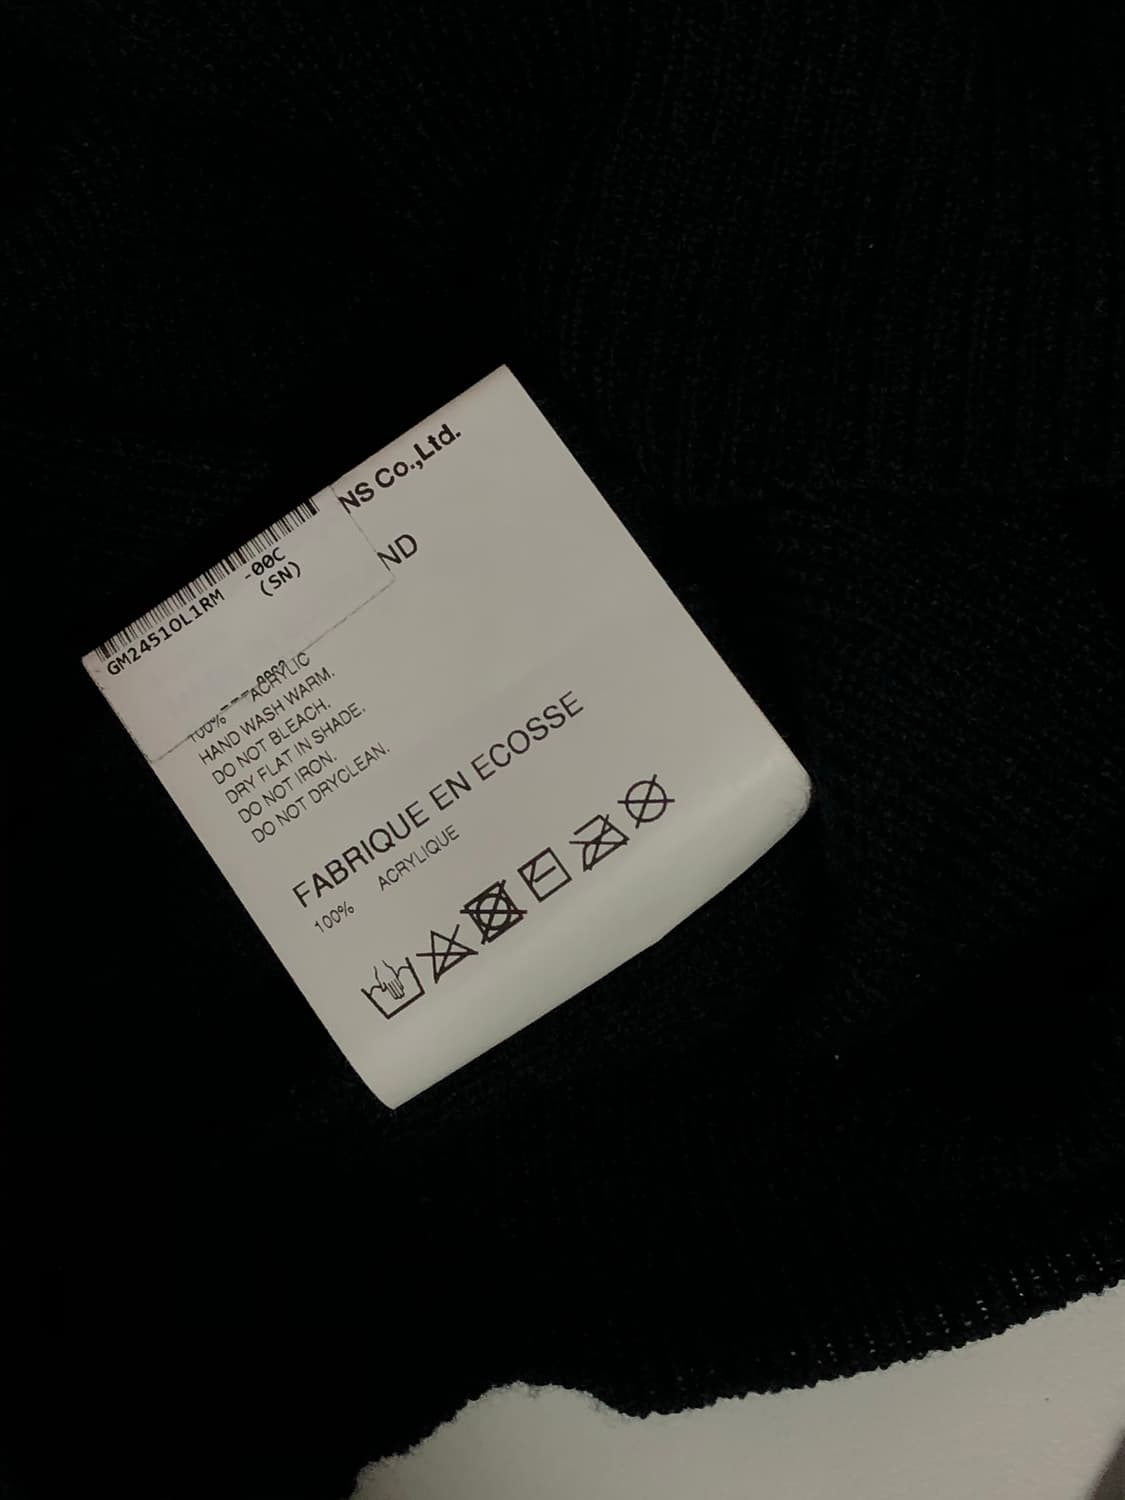 NS Co.,Ltd.
ND
GM24510L1RM -00C
(SN)
100% ACRYLIC
HAND WASH WARM.
DO NOT BLEACH.
DRY FLAT IN SHADE.
DO NOT IRON.
DO NOT DRYCLEAN.
FABRIQUE EN ECOSSE
100% ACRYLIQUE